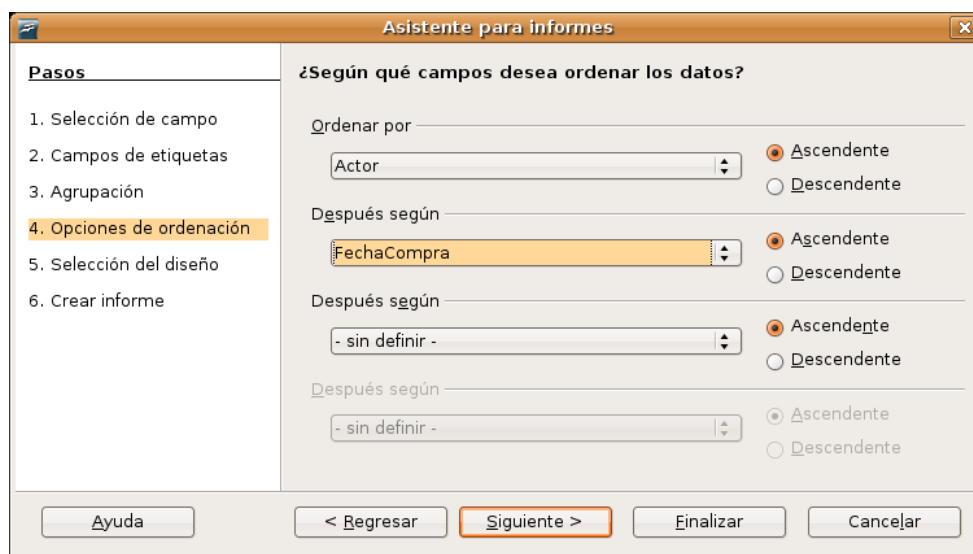 Asistente para informes
Pasos
1. Selección de campo
2. Campos de etiquetas
3. Agrupación
4. Opciones de ordenación
5. Selección del diseño
6. Crear informe
¿Según qué campos desea ordenar los datos?
Ordenar por
Actor
Ascendente
Descendente
Después según
FechaCompra
Ascendente
Descendente
Después según
- sin definir -
Ascendente
Descendente
Después según
- sin definir -
Ascendente
Descendente
Ayuda
< Regresar
Siguiente >
Finalizar
Cancelar